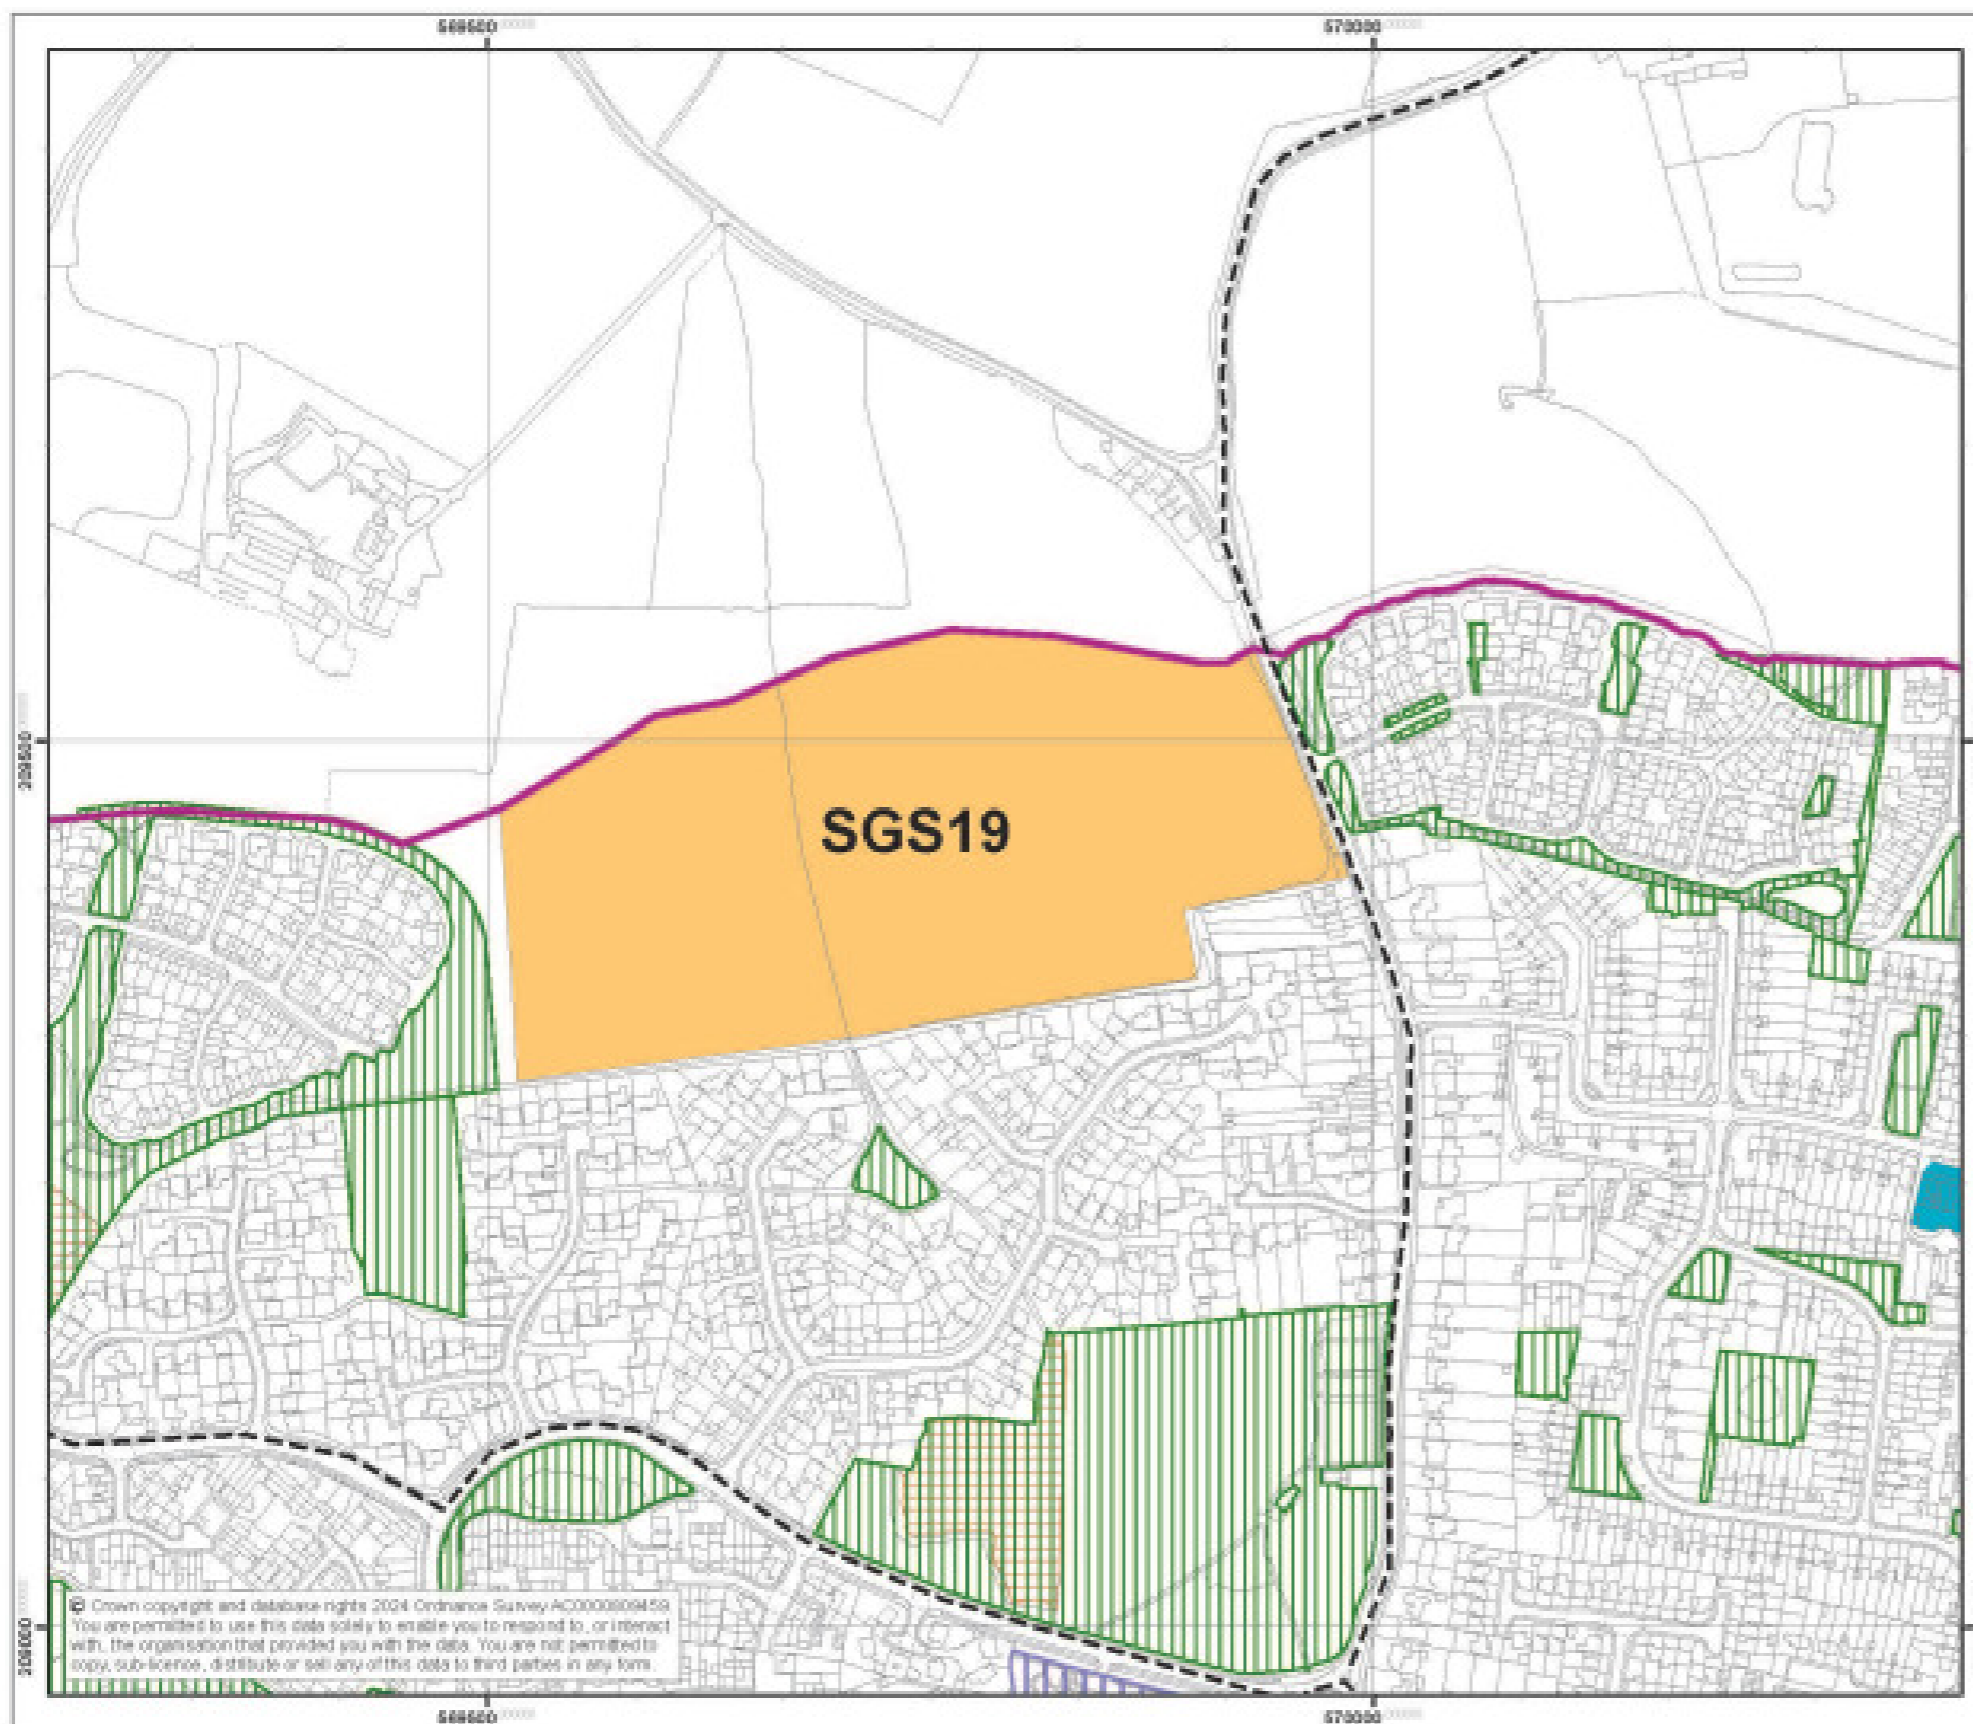 569500
570000
SGS19
© Crown copyright and database rights 2024 Ordnance Survey AC0000809459.
You are permitted to use this data solely to enable you to respond to, or interact
with, the organisation that provided you with the data. You are not permitted to
copy, sub-licence, distribute or sell any of this data to third parties in any form.
569500
570000